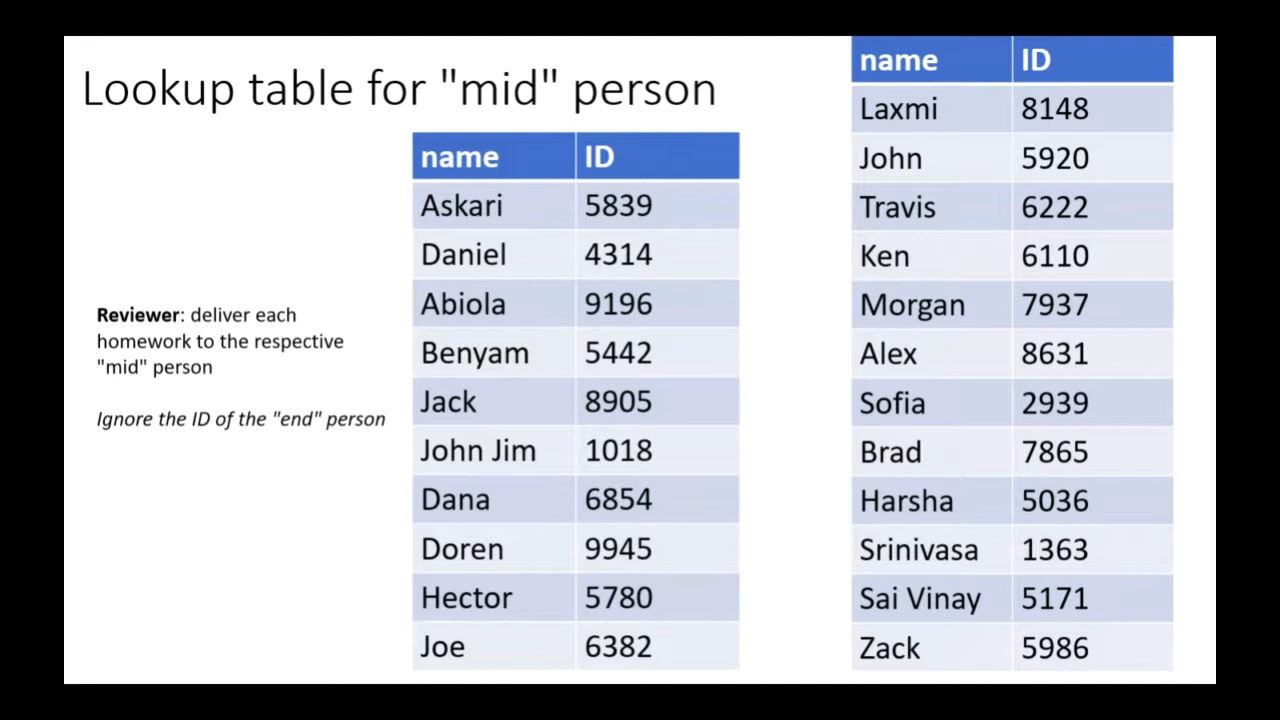 Lookup table for "mid" person
Reviewer: deliver each
homework to the respective
"mid" person
Ignore the ID of the "end" person
name ID
Askari 5839
Daniel 4314
Abiola 9196
Benyam 5442
Jack 8905
John Jim 1018
Dana 6854
Doren 9945
Hector 5780
Joe 6382
name ID
Laxmi 8148
John 5920
Travis 6222
Ken 6110
Morgan 7937
Alex 8631
Sofia 2939
Brad 7865
Harsha 5036
Srinivasa 1363
Sai Vinay 5171
Zack 5986